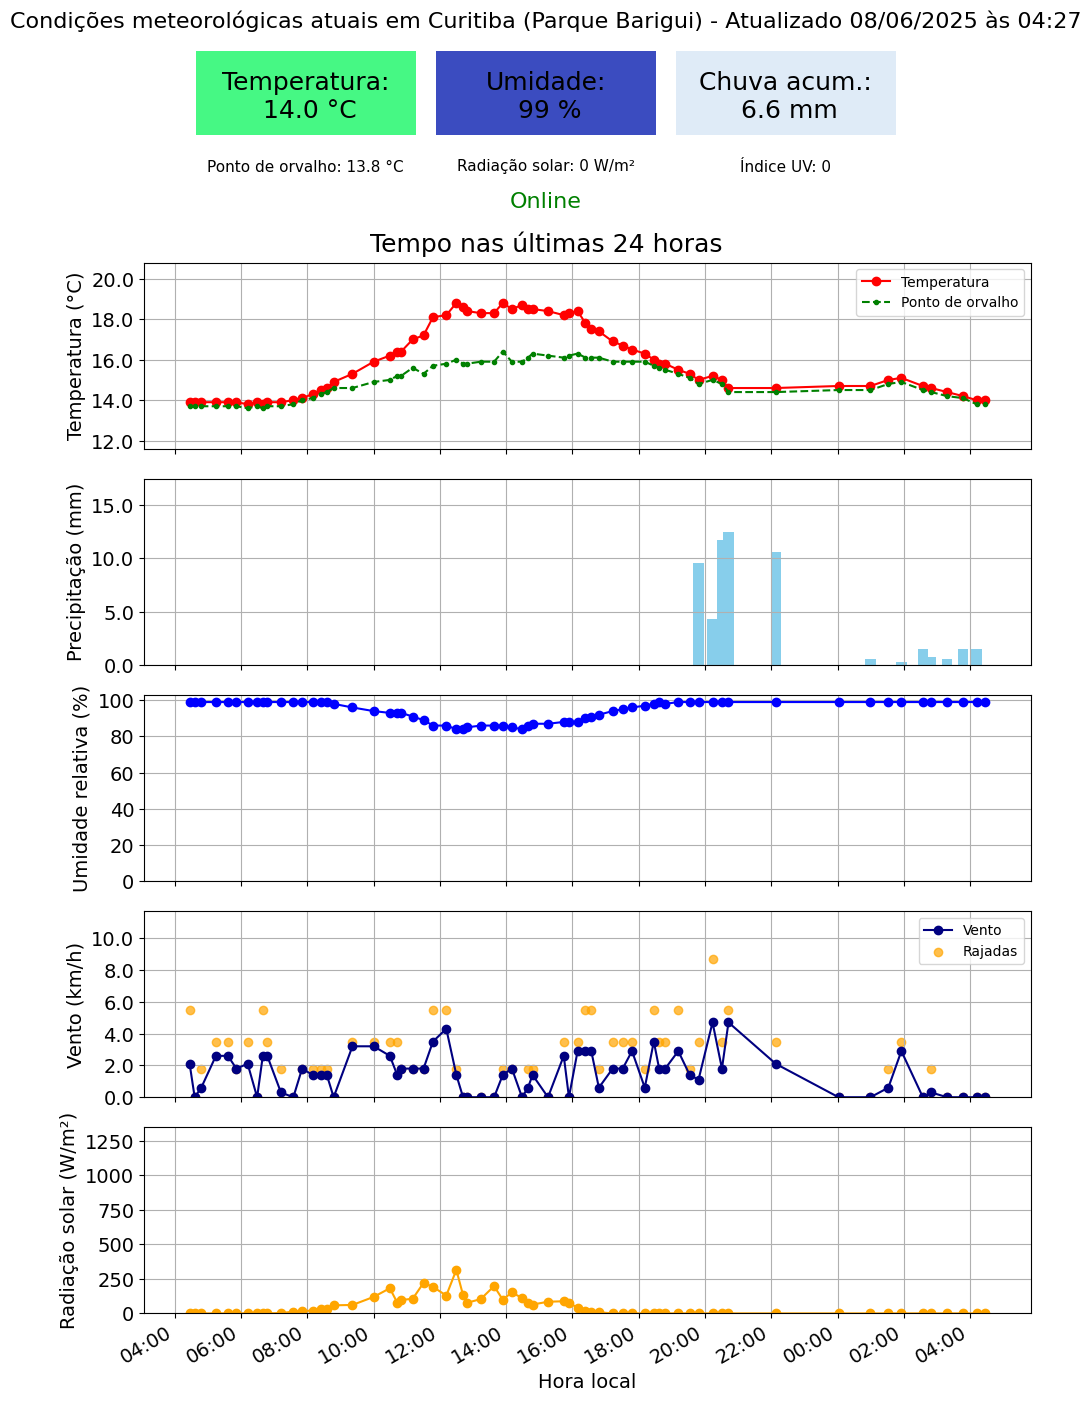 Condições meteorológicas atuais em Curitiba (Parque Barigui) - Atualizado 08/06/2025 às 04:27
Temperatura:
14.0 °C
Umidade:
99 %
Chuva acum.:
6.6 mm
Ponto de orvalho: 13.8 °C
Radiação solar: 0 W/m²
Índice UV: 0
Online
Tempo nas últimas 24 horas
Temperatura (°C)
20.0
18.0
16.0
14.0
12.0
Temperatura
Ponto de orvalho
Precipitação (mm)
15.0
10.0
5.0
0.0
Umidade relativa (%)
100
80
60
40
20
0
Vento (km/h)
10.0
8.0
6.0
4.0
2.0
0.0
Vento
Rajadas
Radiação solar (W/m²)
1250
1000
750
500
250
0
04:00
06:00
08:00
10:00
12:00
14:00
16:00
18:00
20:00
22:00
00:00
02:00
04:00
Hora local